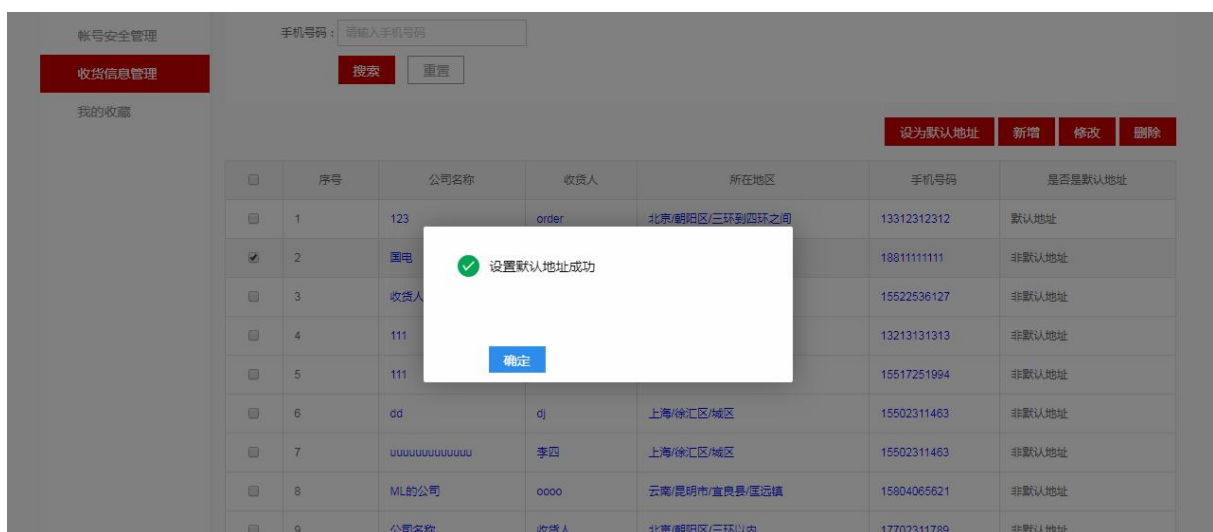 帐号安全管理
手机号码： 请输入手机号码
收货信息管理
搜索 重置
我的收藏
设为默认地址 新增 修改 删除
序号 公司名称 收货人 所在地区 手机号码 是否是默认地址
1 123 order 北京/朝阳区/三环到四环之间 13312312312 默认地址
2 国电 18811111111 非默认地址
设置默认地址成功
3 收货人 15522536127 非默认地址
4 111 13213131313 非默认地址
确定
5 111 15517251994 非默认地址
6 dd dj 上海/徐汇区/城区 15502311463 非默认地址
7 uuuuuuuuuuuuu 李四 上海/徐汇区/城区 15502311463 非默认地址
8 ML的公司 oooo 云南/昆明市/宜良县/匡远镇 15804065621 非默认地址
9 公司名称 收货人 北京/朝阳区/三环以内 17702311789 非默认地址